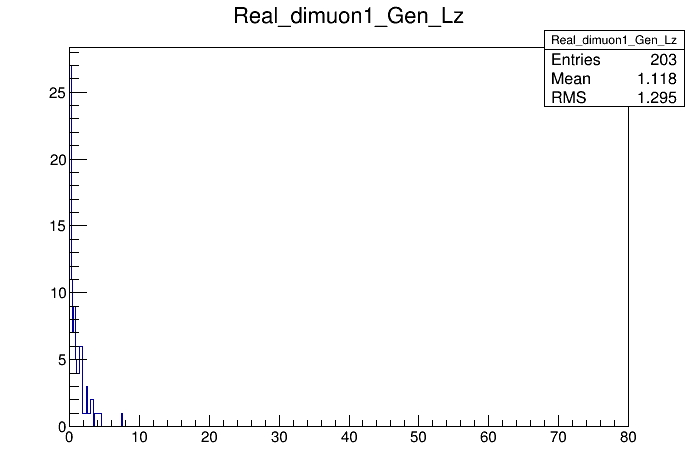 Real_dimuon1_Gen_Lz
Real_dimuon1_Gen_Lz
Entries 203
Mean 1.118
RMS 1.295
25
20
15
10
5
0
0 10 20 30 40 50 60 70 80